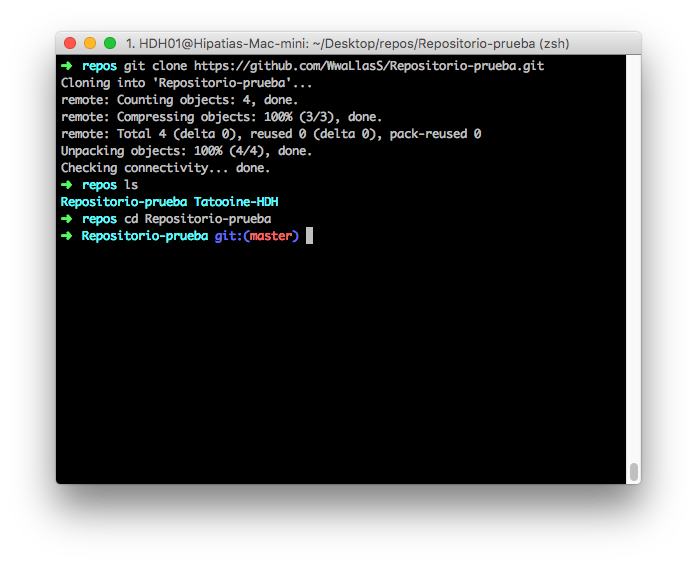 1. HDH01@Hipatias-Mac-mini: ~/Desktop/repos/Repositorio-prueba (zsh)
➜ repos git clone https://github.com/WwaLlasS/Repositorio-prueba.git
Cloning into 'Repositorio-prueba'...
remote: Counting objects: 4, done.
remote: Compressing objects: 100% (3/3), done.
remote: Total 4 (delta 0), reused 0 (delta 0), pack-reused 0
Unpacking objects: 100% (4/4), done.
Checking connectivity... done.
➜ repos ls
Repositorio-prueba Tatooine-HDH
➜ repos cd Repositorio-prueba
➜ Repositorio-prueba git:(master)